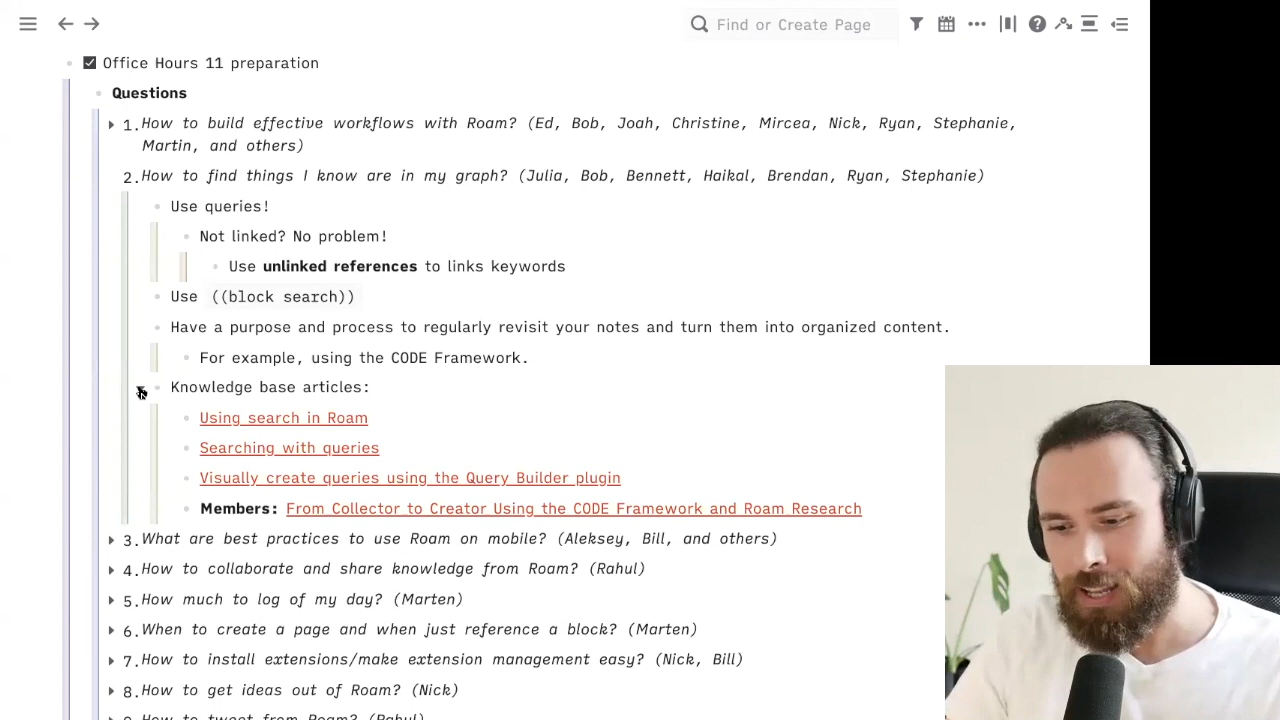 Find or Create Page
Office Hours 11 preparation
Questions
1. How to build effective workflows with Roam? (Ed, Bob, Joah, Christine, Mircea, Nick, Ryan, Stephanie,
Martin, and others)
2. How to find things I know are in my graph? (Julia, Bob, Bennett, Haikal, Brendan, Ryan, Stephanie)
Use queries!
Not linked? No problem!
Use unlinked references to links keywords
Use ((block search))
Have a purpose and process to regularly revisit your notes and turn them into organized content.
For example, using the CODE Framework.
Knowledge base articles:
Using search in Roam
Searching with queries
Visually create queries using the Query Builder plugin
Members: From Collector to Creator Using the CODE Framework and Roam Research
3. What are best practices to use Roam on mobile? (Aleksey, Bill, and others)
4. How to collaborate and share knowledge from Roam? (Rahul)
5. How much to log of my day? (Marten)
6. When to create a page and when just reference a block? (Marten)
7. How to install extensions/make extension management easy? (Nick, Bill)
8. How to get ideas out of Roam? (Nick)
9. How to tweet from Roam? (Rahul)